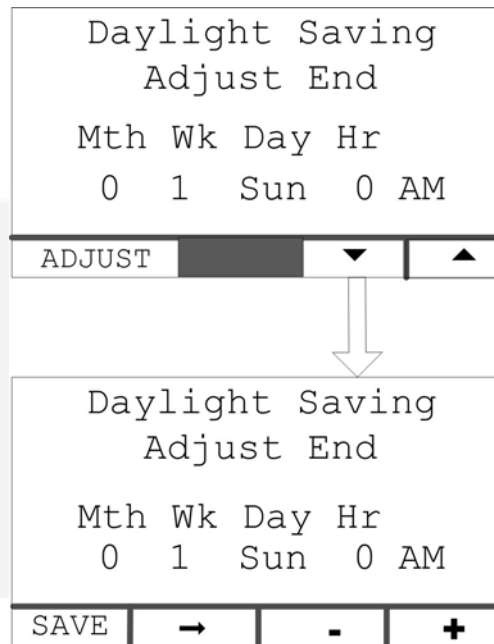 Daylight Saving
Adjust End
Mth Wk Day Hr
0 1 Sun 0 AM
ADJUST ▼ ▲
Daylight Saving
Adjust End
Mth Wk Day Hr
0 1 Sun 0 AM
SAVE → - +